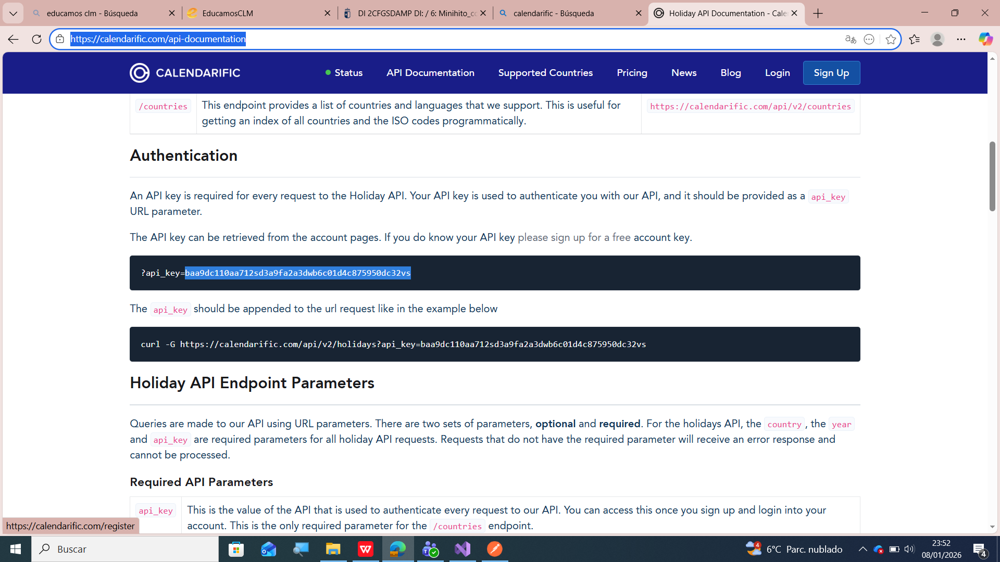 educamos clm - Búsqueda
EducamosCLM
DI 2CFGSDAMP DI: / 6: Minihito_cc
calendarific - Búsqueda
Holiday API Documentation - Cale
https://calendarific.com/api-documentation
CALENDARIFIC
Status
API Documentation
Supported Countries
Pricing
News
Blog
Login
Sign Up
/countries
This endpoint provides a list of countries and languages that we support. This is useful for
getting an index of all countries and the ISO codes programmatically.
https://calendarific.com/api/v2/countries
Authentication
An API key is required for every request to the Holiday API. Your API key is used to authenticate you with our API, and it should be provided as a api_key
URL parameter.
The API key can be retrieved from the account pages. If you do know your API key please sign up for a free account key.
?api_key=baa9dc110aa712sd3a9fa2a3dwb6c01d4c875950dc32vs
The api_key should be appended to the url request like in the example below
curl -G https://calendarific.com/api/v2/holidays?api_key=baa9dc110aa712sd3a9fa2a3dwb6c01d4c875950dc32vs
Holiday API Endpoint Parameters
Queries are made to our API using URL parameters. There are two sets of parameters, optional and required. For the holidays API, the country, the year
and api_key are required parameters for all holiday API requests. Requests that do not have the required parameter will receive an error response and
cannot be processed.
Required API Parameters
api_key
This is the value of the API that is used to authenticate every request to our API. You can access this once you sign up and login into your
account. This is the only required parameter for the /countries endpoint.
https://calendarific.com/register
Buscar
4
6°C Parc. nublado
23:52
08/01/2026
4